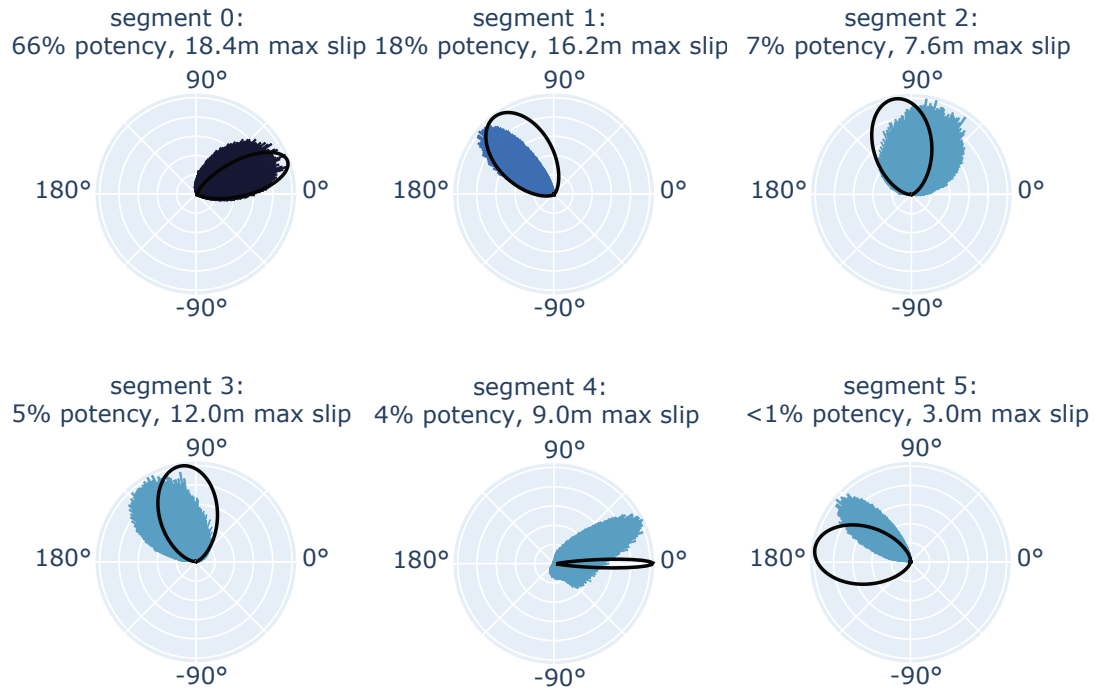 segment 0:
66% potency, 18.4m max slip
90°
180°
0°
-90°
segment 1:
18% potency, 16.2m max slip
90°
180°
0°
-90°
segment 2:
7% potency, 7.6m max slip
90°
180°
0°
-90°
segment 3:
5% potency, 12.0m max slip
90°
180°
0°
-90°
segment 4:
4% potency, 9.0m max slip
90°
180°
0°
-90°
segment 5:
<1% potency, 3.0m max slip
90°
180°
0°
-90°